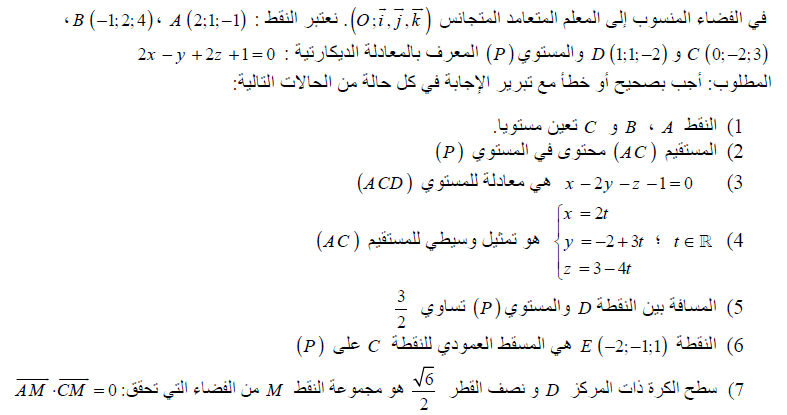 في الفضاء المنسوب إلى المعلم المتعامد المتجانس (O; i⃗, j⃗, k⃗). نعتبر النقط : A(2;1;−1) ، B(−1;2;4) ،
C(0;−2;3) و D(1;1;−2) والمستوي (P) المعرف بالمعادلة الديكارتية : 2x − y + 2z + 1 = 0
المطلوب: أجب بصحيح أو خطأ مع تبرير الإجابة في كل حالة من الحالات التالية:
1) النقط A ، B و C تعين مستويا.
2) المستقيم (AC) محتوى في المستوي (P)
3) x − 2y − z − 1 = 0 هي معادلة للمستوي (ACD)
4) { x = 2t ; y = −2 + 3t ; z = 3 − 4t ؛ t ∈ ℝ هو تمثيل وسيطي للمستقيم (AC)
5) المسافة بين النقطة D والمستوي (P) تساوي 3/2
6) النقطة E(−2;−1;1) هي المسقط العمودي للنقطة C على (P)
7) سطح الكرة ذات المركز D و نصف القطر √6/2 هو مجموعة النقط M من الفضاء التي تحقق: AM⃗ · CM⃗ = 0